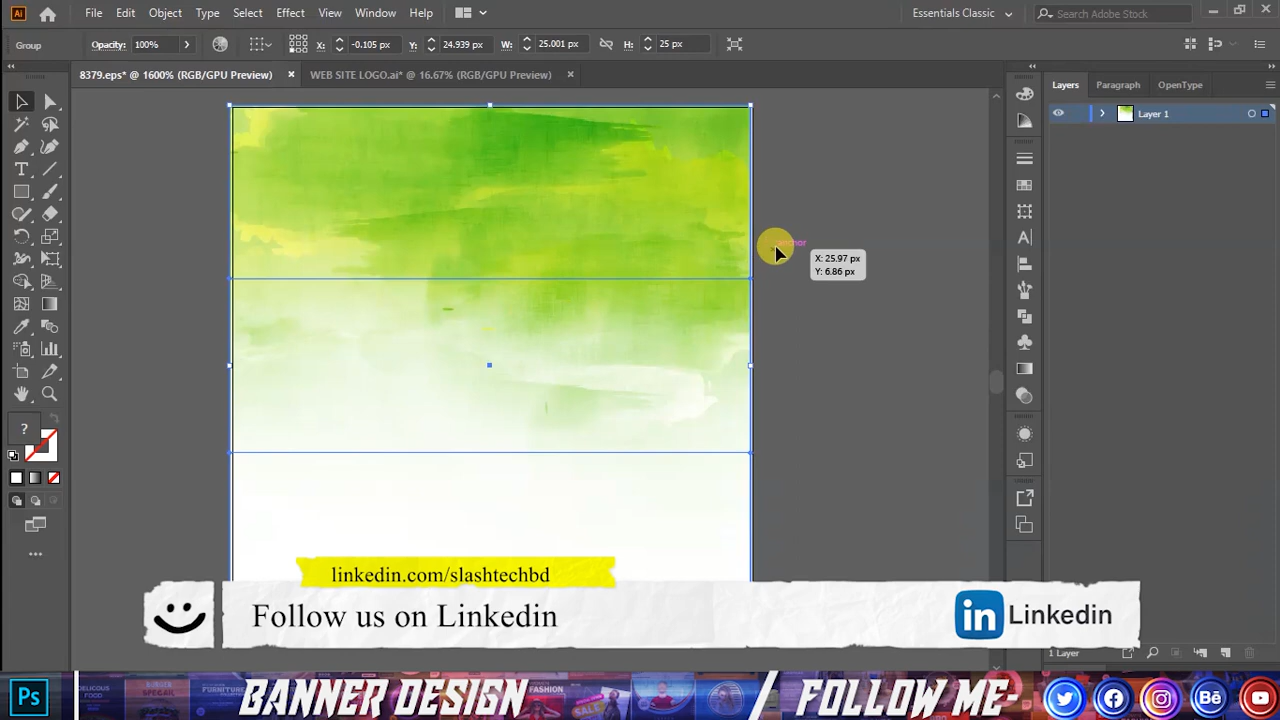 Ai File Edit Object Type Select Effect View Window Help Essentials Classic Search Adobe Stock
Group Opacity: 100% X: -0.105 px Y: 24.939 px W: 25.001 px H: 25 px
8379.eps* @ 1600% (RGB/GPU Preview) × WEB SITE LOGO.ai* @ 16.67% (RGB/GPU Preview) ×
Layers Paragraph OpenType
Layer 1
anchor
X: 25.97 px
Y: 6.86 px
?
linkedin.com/slashtechbd
Follow us on Linkedin
in Linkedin
1 Layer
Ps BANNER DESIGN / FOLLOW ME-